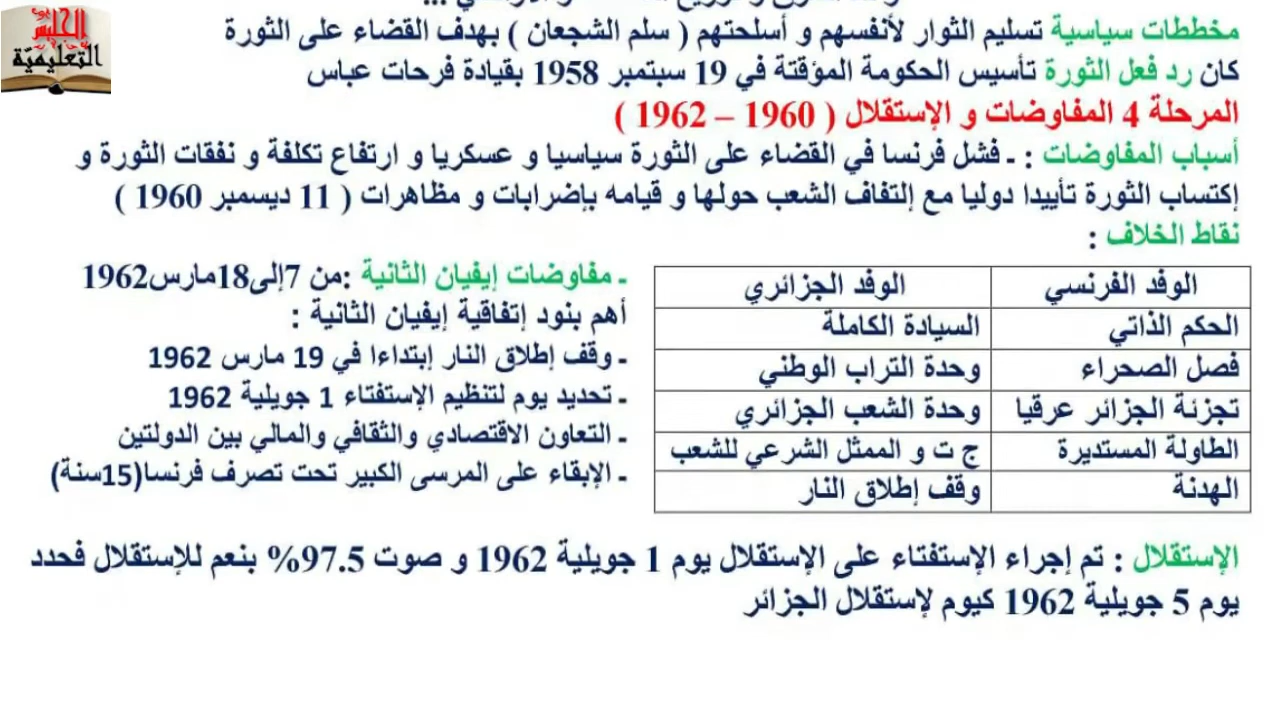 الجليس
التعليمية
مخططات سياسية تسليم الثوار لأنفسهم و أسلحتهم ( سلم الشجعان ) بهدف القضاء على الثورة
كان رد فعل الثورة تأسيس الحكومة المؤقتة في 19 سبتمبر 1958 بقيادة فرحات عباس
المرحلة 4 المفاوضات و الإستقلال ( 1960 – 1962 )
أسباب المفاوضات : ـ فشل فرنسا في القضاء على الثورة سياسيا و عسكريا و ارتفاع تكلفة و نفقات الثورة و
إكتساب الثورة تأييدا دوليا مع إلتفاف الشعب حولها و قيامه بإضرابات و مظاهرات ( 11 ديسمبر 1960 )
نقاط الخلاف :
الوفد الفرنسي الوفد الجزائري
الحكم الذاتي السيادة الكاملة
فصل الصحراء وحدة التراب الوطني
تجزئة الجزائر عرقيا وحدة الشعب الجزائري
الطاولة المستديرة ج ت و الممثل الشرعي للشعب
الهدنة وقف إطلاق النار
ـ مفاوضات إيفيان الثانية :من 7إلى18مارس1962
أهم بنود إتفاقية إيفيان الثانية :
ـ وقف إطلاق النار إبتداءا في 19 مارس 1962
ـ تحديد يوم لتنظيم الإستفتاء 1 جويلية 1962
ـ التعاون الاقتصادي والثقافي والمالي بين الدولتين
ـ الإبقاء على المرسى الكبير تحت تصرف فرنسا(15سنة)
الإستقلال : تم إجراء الإستفتاء على الإستقلال يوم 1 جويلية 1962 و صوت 97.5% بنعم للإستقلال فحدد
يوم 5 جويلية 1962 كيوم لإستقلال الجزائر